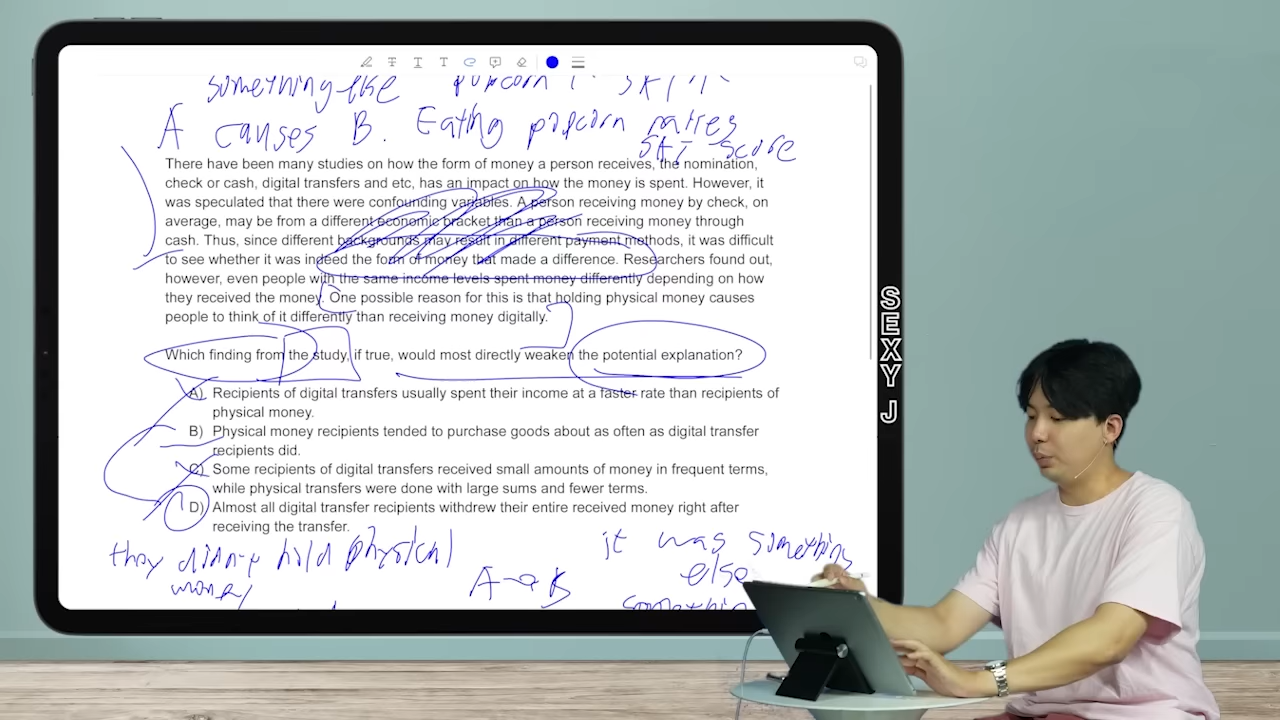 something else popcorn
A causes B. Eating popcorn raties
SAT score
There have been many studies on how the form of money a person receives, the nomination,
check or cash, digital transfers and etc, has an impact on how the money is spent. However, it
was speculated that there were confounding variables. A person receiving money by check, on
average, may be from a different economic bracket than a person receiving money through
cash. Thus, since different backgrounds may result in different payment methods, it was difficult
to see whether it was indeed the form of money that made a difference. Researchers found out,
however, even people with the same income levels spent money differently depending on how
they received the money. One possible reason for this is that holding physical money causes
people to think of it differently than receiving money digitally.
Which finding from the study, if true, would most directly weaken the potential explanation?
A) Recipients of digital transfers usually spent their income at a faster rate than recipients of
physical money.
B) Physical money recipients tended to purchase goods about as often as digital transfer
recipients did.
C) Some recipients of digital transfers received small amounts of money in frequent terms,
while physical transfers were done with large sums and fewer terms.
D) Almost all digital transfer recipients withdrew their entire received money right after
receiving the transfer.
they didn't hold physical
money
A→B
it was something
else
SEXY J